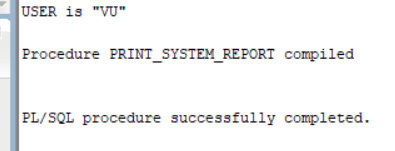 USER is "VU"
Procedure PRINT_SYSTEM_REPORT compiled
PL/SQL procedure successfully completed.